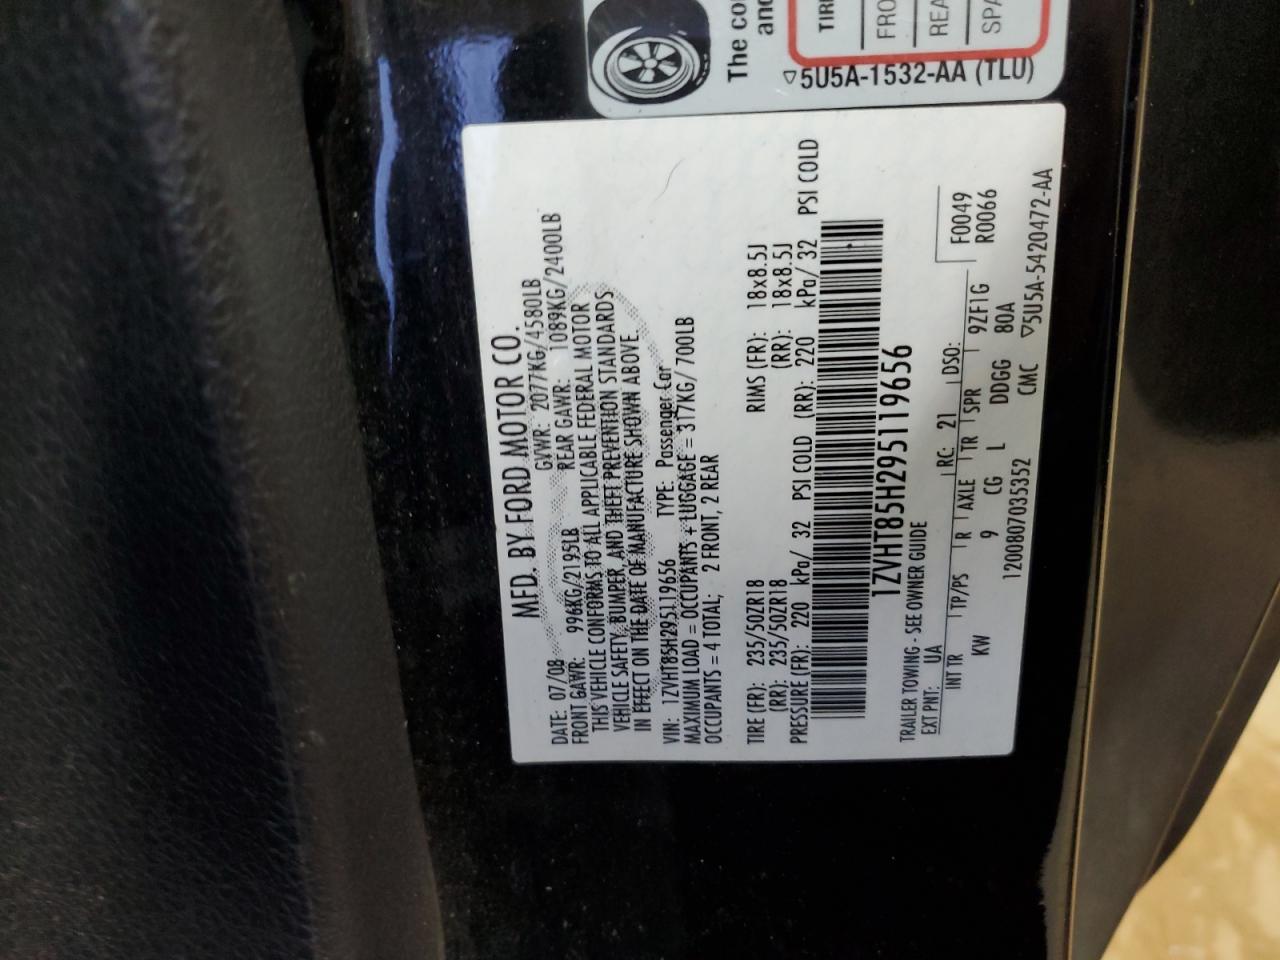 MFD. BY FORD MOTOR CO.
DATE: 07/08 GVWR: 2077KG/4580LB
FRONT GAWR: 996KG/2195LB REAR GAWR: 1089KG/2400LB
THIS VEHICLE CONFORMS TO ALL APPLICABLE FEDERAL MOTOR
VEHICLE SAFETY, BUMPER, AND THEFT PREVENTION STANDARDS
IN EFFECT ON THE DATE OF MANUFACTURE SHOWN ABOVE.
VIN: 1ZVHT85H295119656 TYPE: Passenger Car
MAXIMUM LOAD = OCCUPANTS + LUGGAGE = 317KG/ 700LB
OCCUPANTS = 4 TOTAL; 2 FRONT, 2 REAR
TIRE (FR): 235/50ZR18 RIMS (FR): 18x8.5J
(RR): 235/50ZR18 (RR): 18x8.5J
PRESSURE (FR): 220 kPa/ 32 PSI COLD (RR): 220 kPa/ 32 PSI COLD
1ZVHT85H295119656
TRAILER TOWING - SEE OWNER GUIDE
EXT PNT: UA RC: 21 DSO: F0049
INT TR TP/PS R AXLE TR SPR 9ZF1G R0066
KW 9 CG L DDGG 80A
1200807035352 CMC ▽5U5A-5420472-AA
The co
and
TIRE
FRO
REA
SPA
▽5U5A-1532-AA (TLU)